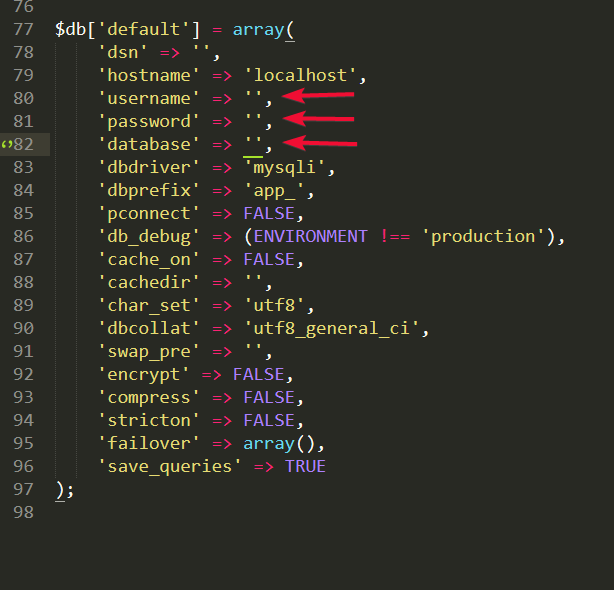 76
77 $db['default'] = array(
78 'dsn' => '',
79 'hostname' => 'localhost',
80 'username' => '',
81 'password' => '',
82 'database' => '',
83 'dbdriver' => 'mysqli',
84 'dbprefix' => 'app_',
85 'pconnect' => FALSE,
86 'db_debug' => (ENVIRONMENT !== 'production'),
87 'cache_on' => FALSE,
88 'cachedir' => '',
89 'char_set' => 'utf8',
90 'dbcollat' => 'utf8_general_ci',
91 'swap_pre' => '',
92 'encrypt' => FALSE,
93 'compress' => FALSE,
94 'stricton' => FALSE,
95 'failover' => array(),
96 'save_queries' => TRUE
97 );
98